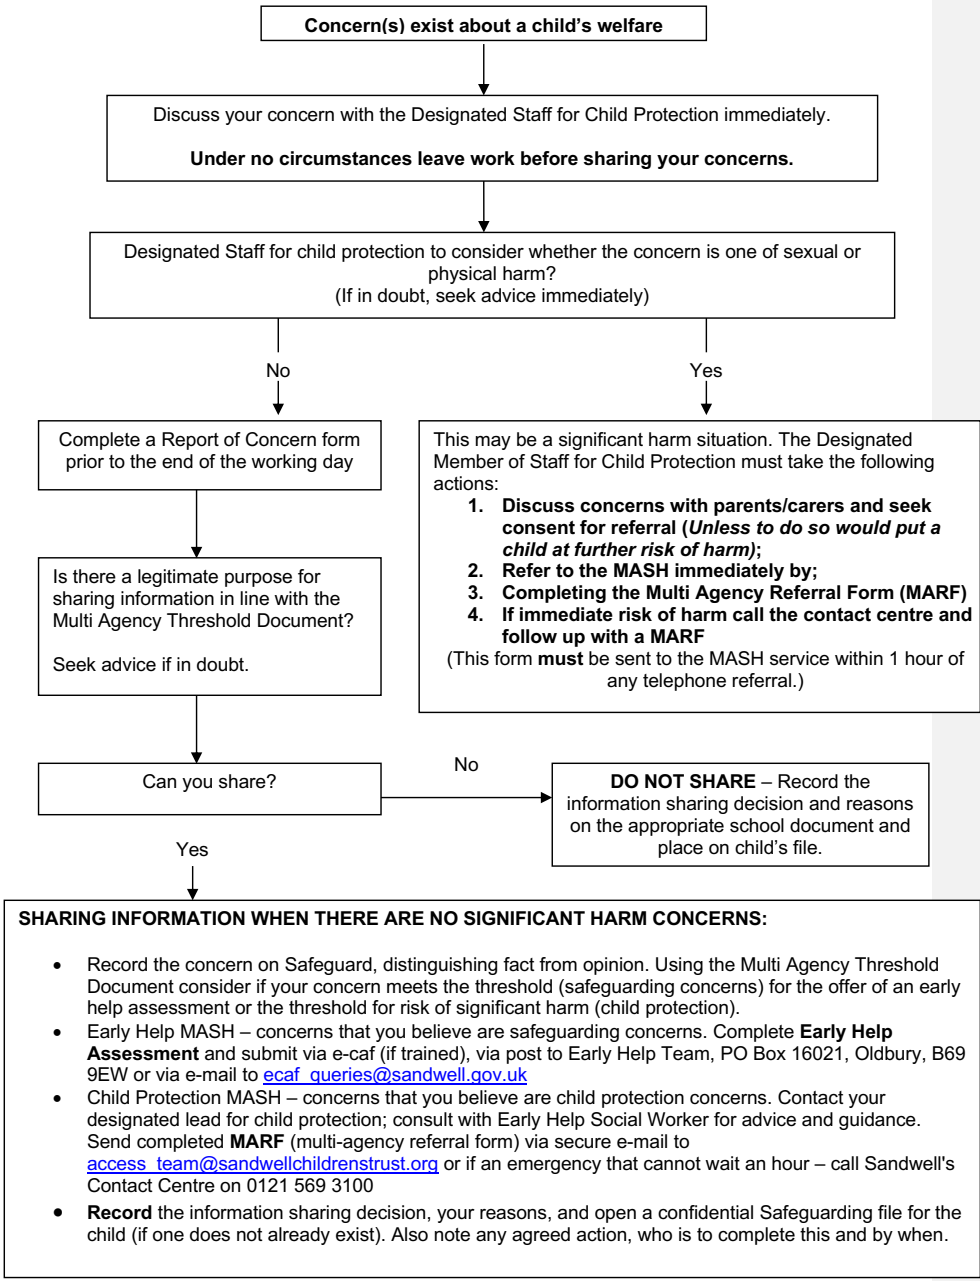 Concern(s) exist about a child's welfare
Discuss your concern with the Designated Staff for Child Protection immediately.
Under no circumstances leave work before sharing your concerns.
Designated Staff for child protection to consider whether the concern is one of sexual or
physical harm?
(If in doubt, seek advice immediately)
No
Yes
Complete a Report of Concern form
prior to the end of the working day
This may be a significant harm situation. The Designated
Member of Staff for Child Protection must take the following
actions:
1. Discuss concerns with parents/carers and seek
consent for referral (Unless to do so would put a
child at further risk of harm);
2. Refer to the MASH immediately by;
3. Completing the Multi Agency Referral Form (MARF)
4. If immediate risk of harm call the contact centre and
follow up with a MARF
(This form must be sent to the MASH service within 1 hour of
any telephone referral.)
Is there a legitimate purpose for
sharing information in line with the
Multi Agency Threshold Document?
Seek advice if in doubt.
Can you share?
No
DO NOT SHARE – Record the
information sharing decision and reasons
on the appropriate school document and
place on child's file.
Yes
SHARING INFORMATION WHEN THERE ARE NO SIGNIFICANT HARM CONCERNS:
• Record the concern on Safeguard, distinguishing fact from opinion. Using the Multi Agency Threshold
Document consider if your concern meets the threshold (safeguarding concerns) for the offer of an early
help assessment or the threshold for risk of significant harm (child protection).
• Early Help MASH – concerns that you believe are safeguarding concerns. Complete Early Help
Assessment and submit via e-caf (if trained), via post to Early Help Team, PO Box 16021, Oldbury, B69
9EW or via e-mail to ecaf_queries@sandwell.gov.uk
• Child Protection MASH – concerns that you believe are child protection concerns. Contact your
designated lead for child protection; consult with Early Help Social Worker for advice and guidance.
Send completed MARF (multi-agency referral form) via secure e-mail to
access_team@sandwellchildrenstrust.org or if an emergency that cannot wait an hour – call Sandwell's
Contact Centre on 0121 569 3100
• Record the information sharing decision, your reasons, and open a confidential Safeguarding file for the
child (if one does not already exist). Also note any agreed action, who is to complete this and by when.